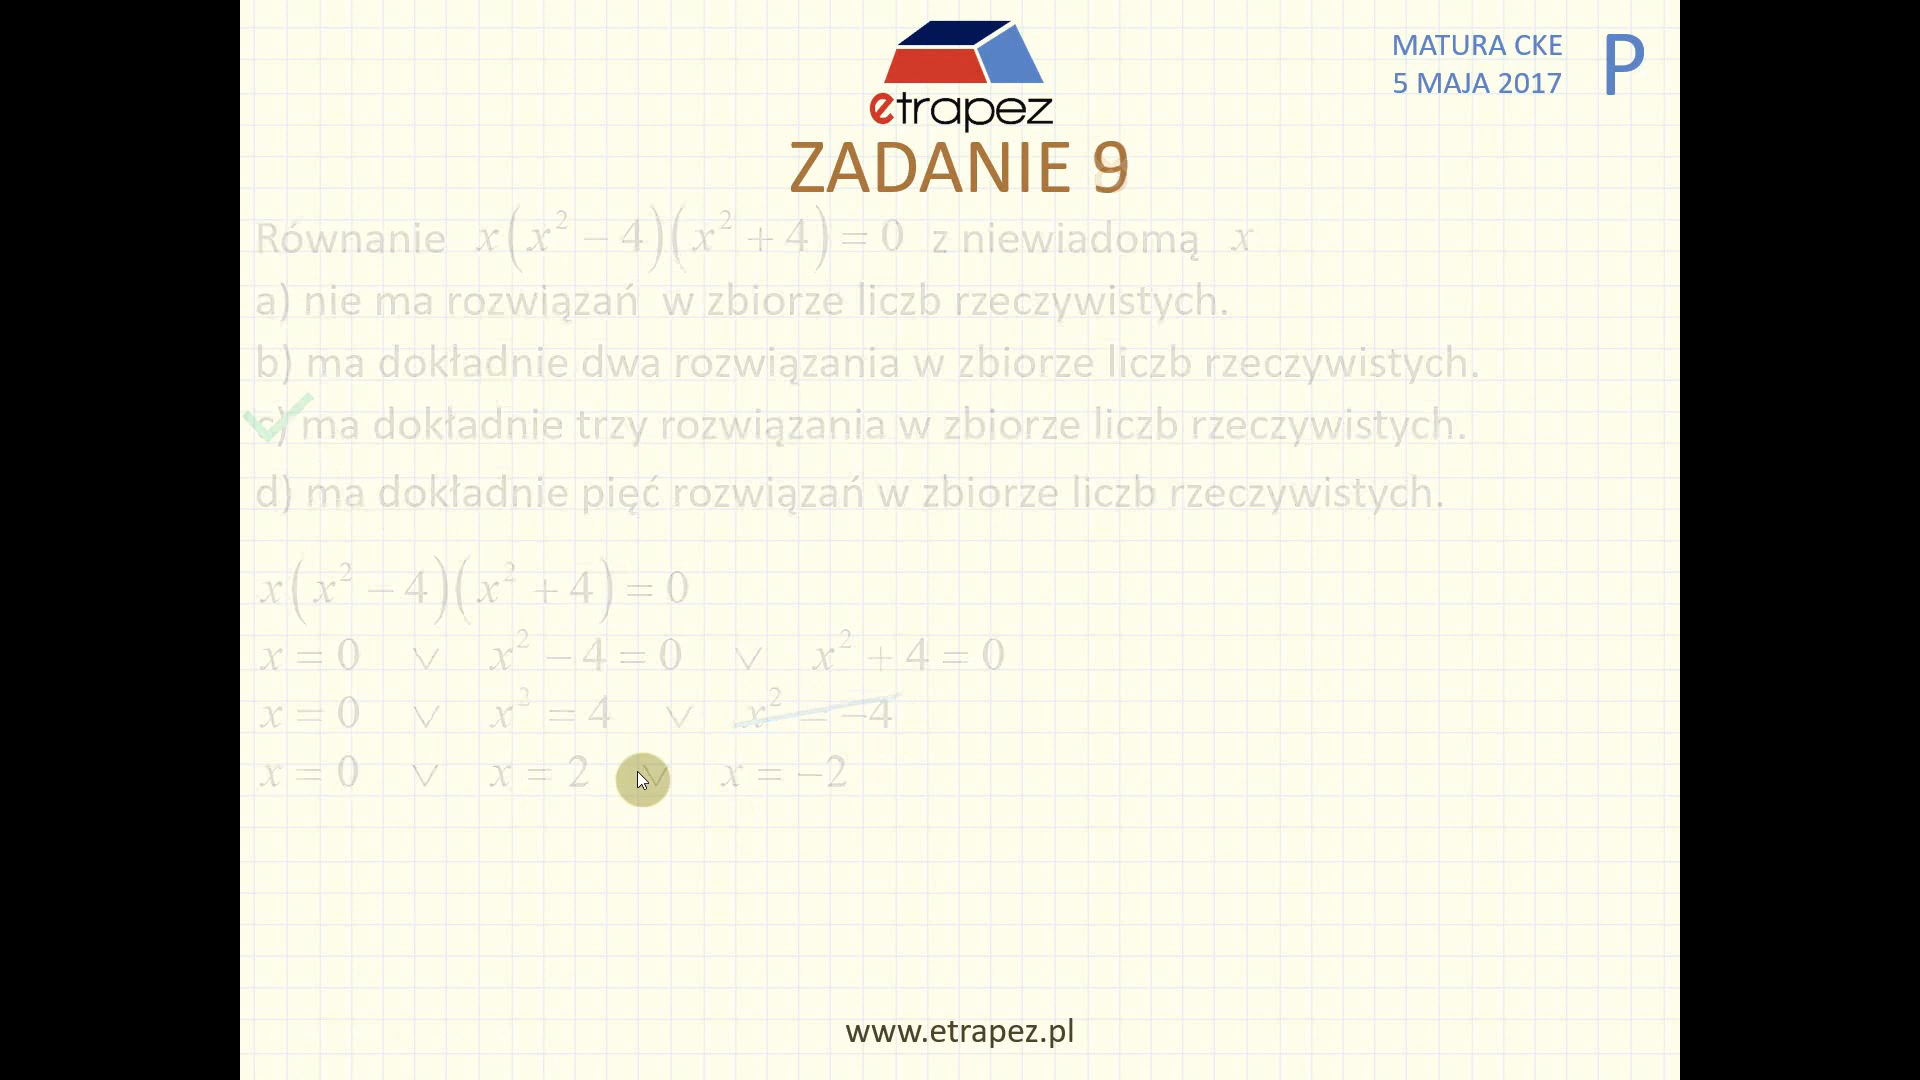 etrapez
MATURA CKE
5 MAJA 2017
P
ZADANIE 9
Równanie x(x² − 4)(x² + 4) = 0 z niewiadomą x
a) nie ma rozwiązań w zbiorze liczb rzeczywistych.
b) ma dokładnie dwa rozwiązania w zbiorze liczb rzeczywistych.
c) ma dokładnie trzy rozwiązania w zbiorze liczb rzeczywistych.
d) ma dokładnie pięć rozwiązań w zbiorze liczb rzeczywistych.
x(x² − 4)(x² + 4) = 0
x = 0 ∨ x² − 4 = 0 ∨ x² + 4 = 0
x = 0 ∨ x² = 4 ∨ x² = −4
x = 0 ∨ x = 2 ∨ x = −2
www.etrapez.pl